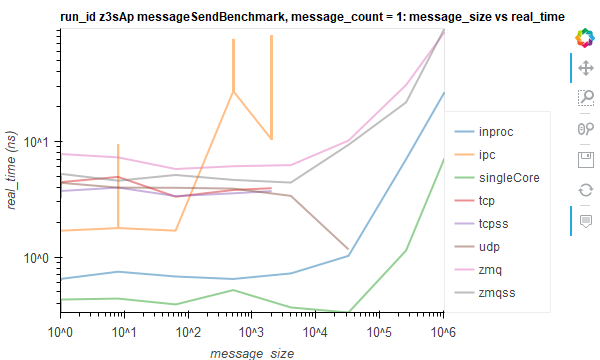 run_id z3sAp messageSendBenchmark, message_count = 1: message_size vs real_time
real_time (ns)
10^1
10^0
inproc
ipc
singleCore
tcp
tcpss
udp
zmq
zmqss
10^0 10^1 10^2 10^3 10^4 10^5 10^6
message_size